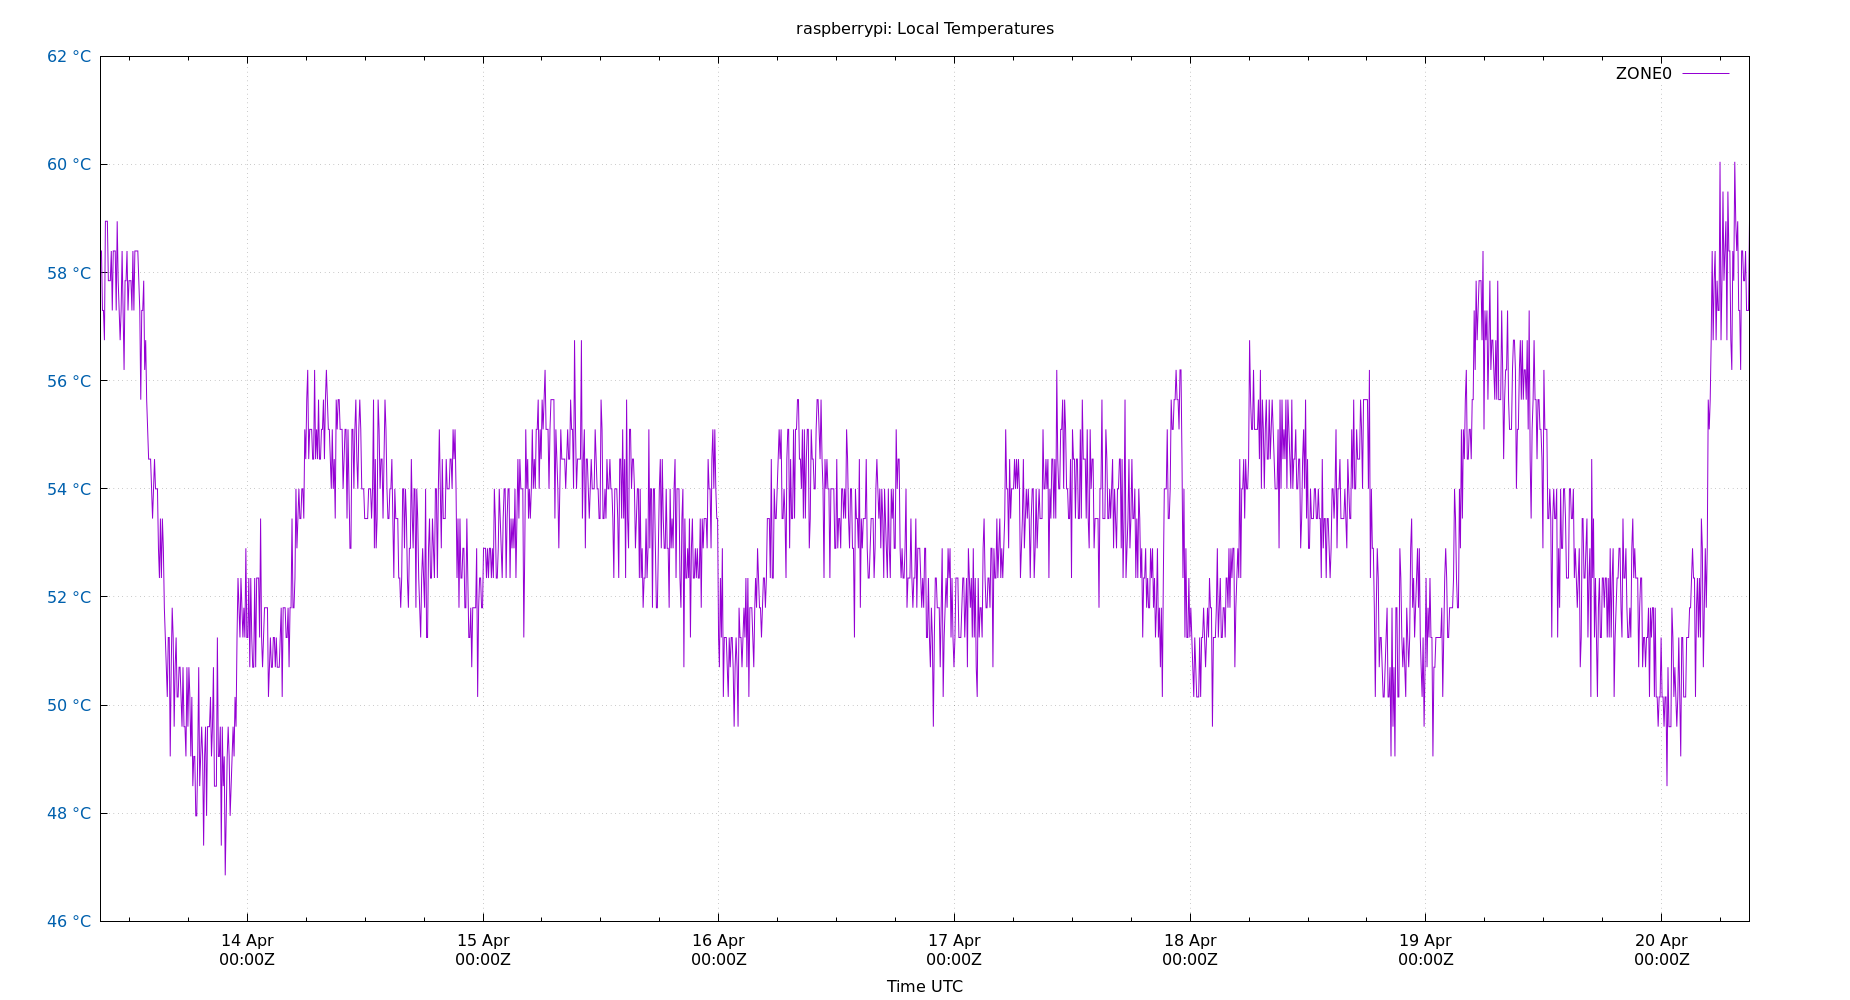 raspberrypi: Local Temperatures
62 °C
ZONE0
60 °C
58 °C
56 °C
54 °C
52 °C
50 °C
48 °C
46 °C
14 Apr 15 Apr 16 Apr 17 Apr 18 Apr 19 Apr 20 Apr
00:00Z 00:00Z 00:00Z 00:00Z 00:00Z 00:00Z 00:00Z
Time UTC